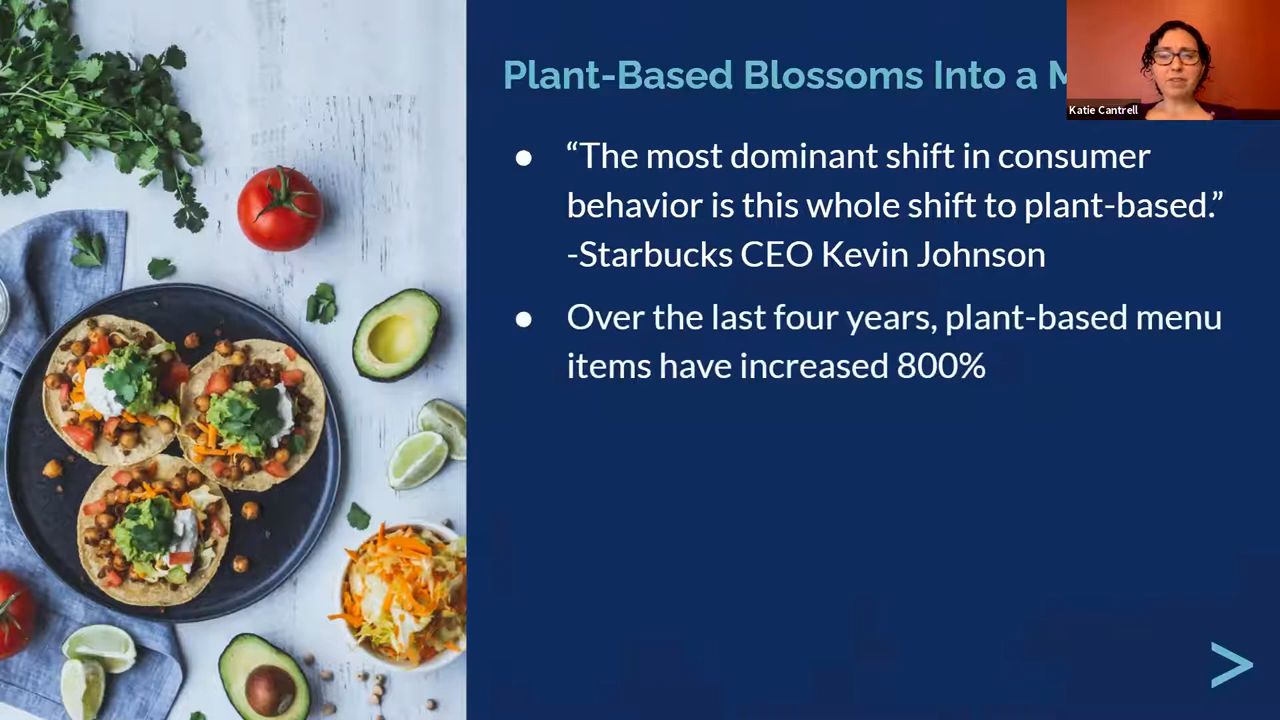 Plant-Based Blossoms Into a
Katie Cantrell
● “The most dominant shift in consumer
behavior is this whole shift to plant-based.”
-Starbucks CEO Kevin Johnson
● Over the last four years, plant-based menu
items have increased 800%
>